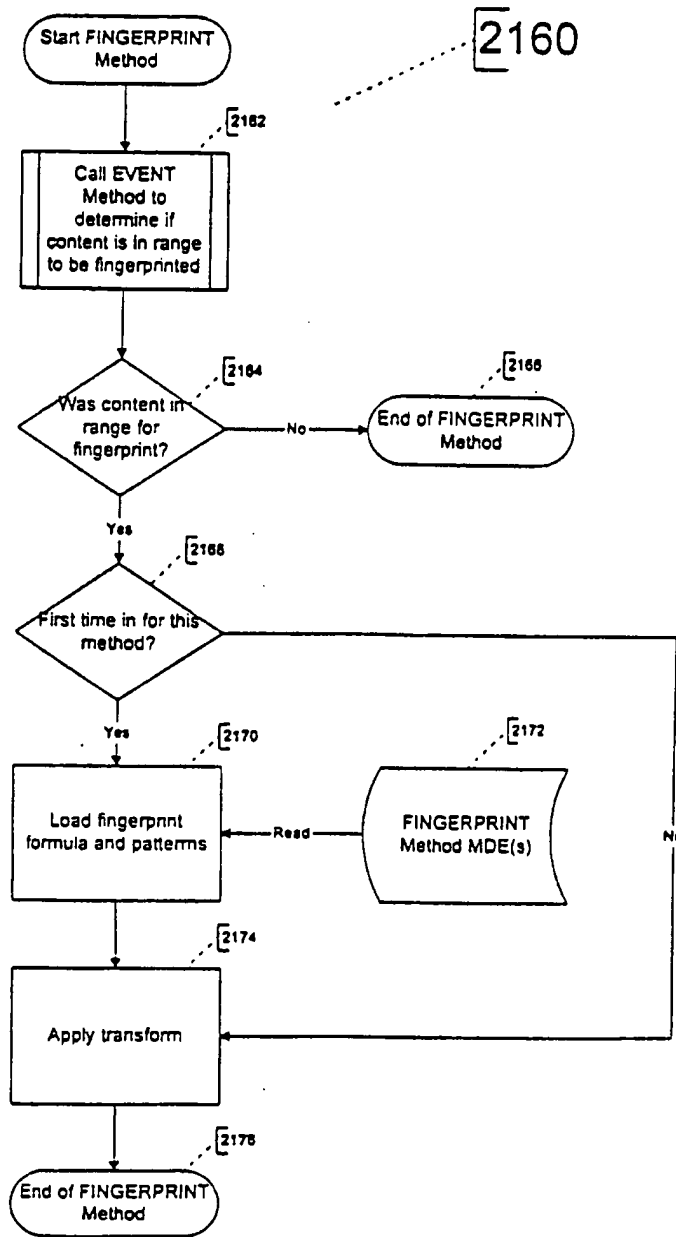 Start FINGERPRINT
Method
2160
2162
Call EVENT
Method to
determine if
content is in range
to be fingerprinted
2164
Was content in
range for
fingerprint?
No
2166
End of FINGERPRINT
Method
Yes
2168
First time in for this
method?
Yes
2170
2172
Load fingerprint
formula and patterns
Read
FINGERPRINT
Method MDE(s)
No
2174
Apply transform
2176
End of FINGERPRINT
Method